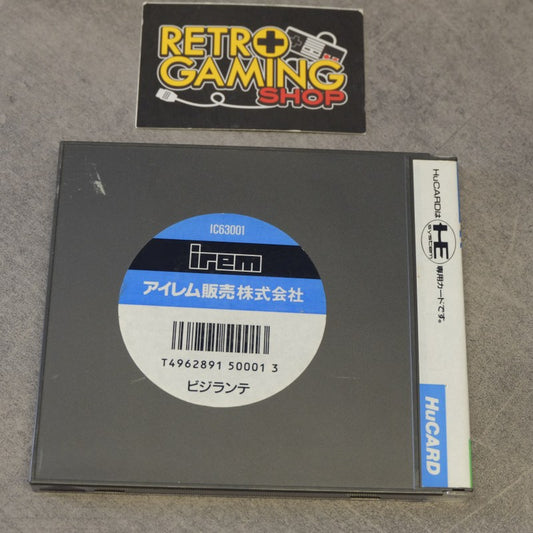 RETRO
GAMING
SHOP
IC63001
irem
アイレム販売株式会社
T4962891 50001 3
ビジランテ
HuCARDは
HE
system
専用カードです。
HuCARD